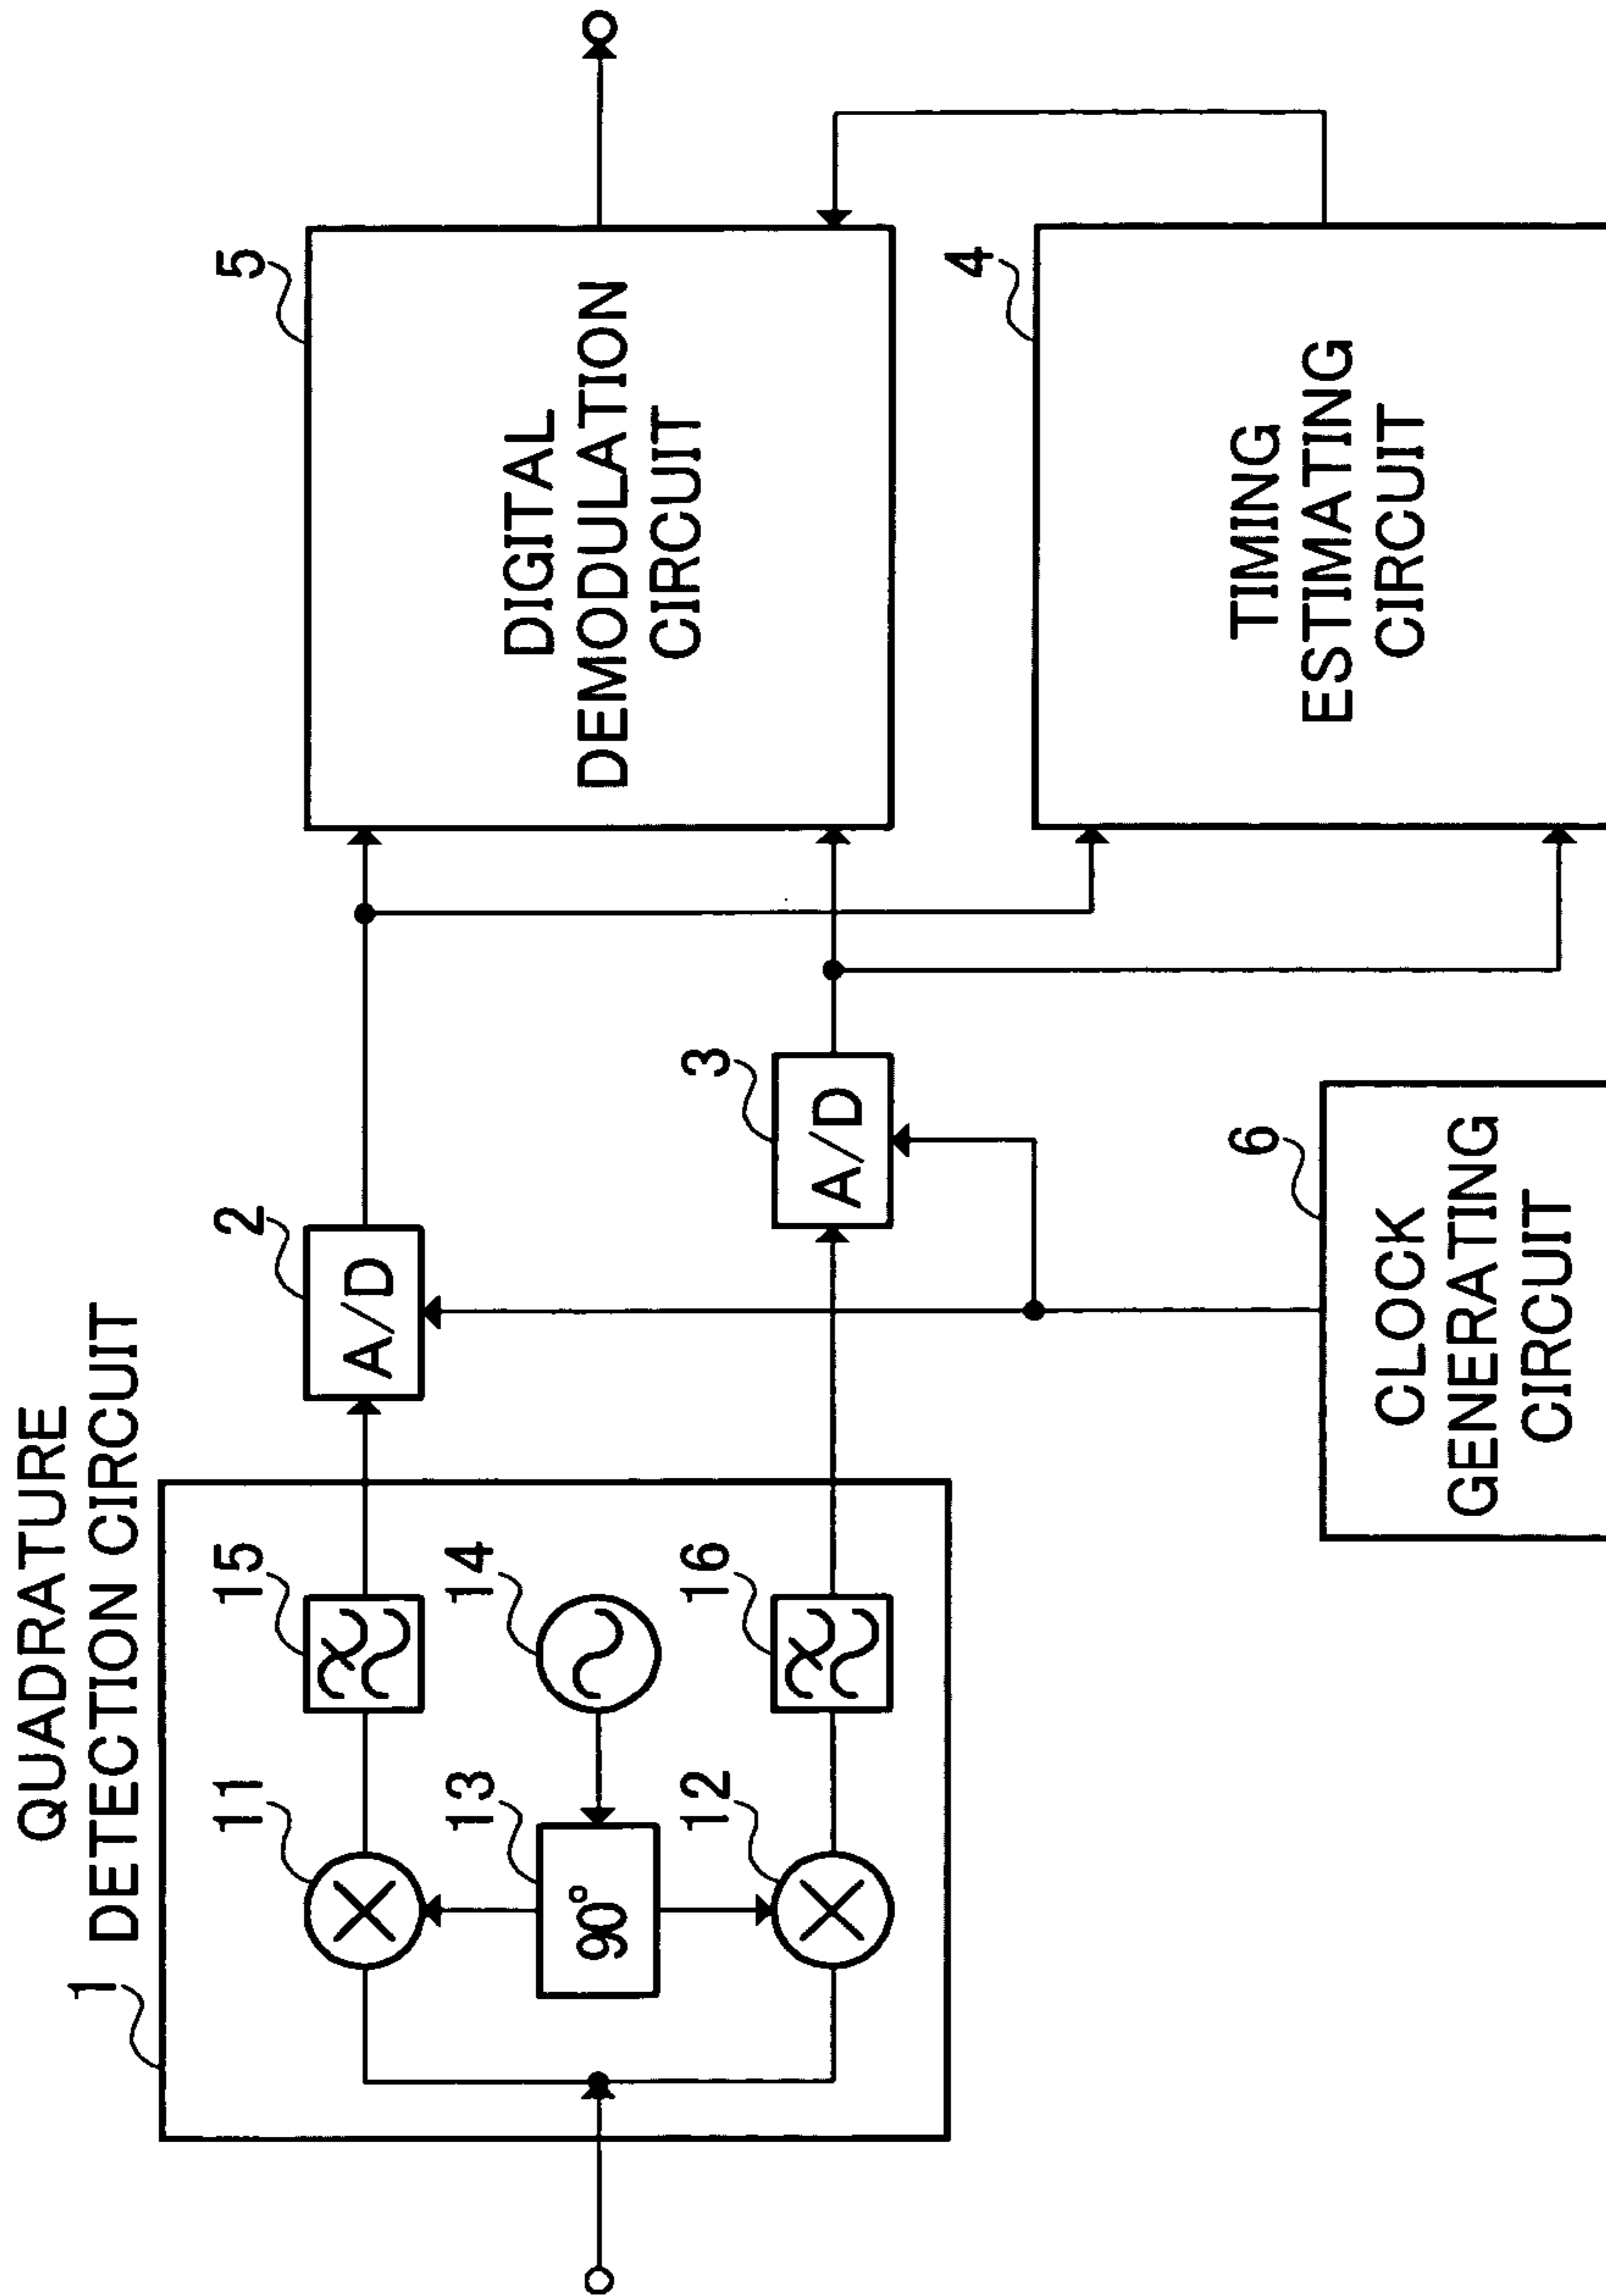 QUADRATURE
DETECTION CIRCUIT
1
11
15
A/D
2
DIGITAL
DEMODULATION
CIRCUIT
5
90°
13
14
12
16
A/D
3
CLOCK
GENERATING
CIRCUIT
6
TIMING
ESTIMATING
CIRCUIT
4